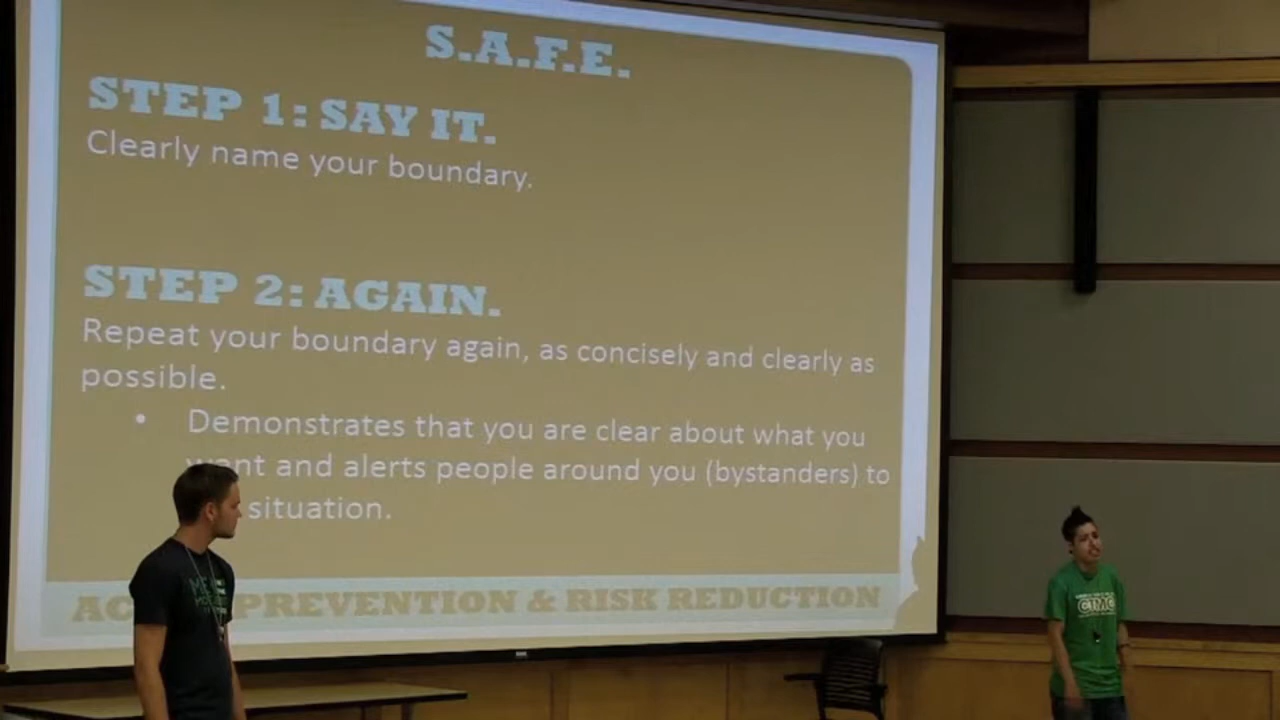 S.A.F.E.
STEP 1: SAY IT.
Clearly name your boundary.
STEP 2: AGAIN.
Repeat your boundary again, as concisely and clearly as
possible.
• Demonstrates that you are clear about what you
want and alerts people around you (bystanders) to
situation.
PREVENTION & RISK REDUCTION